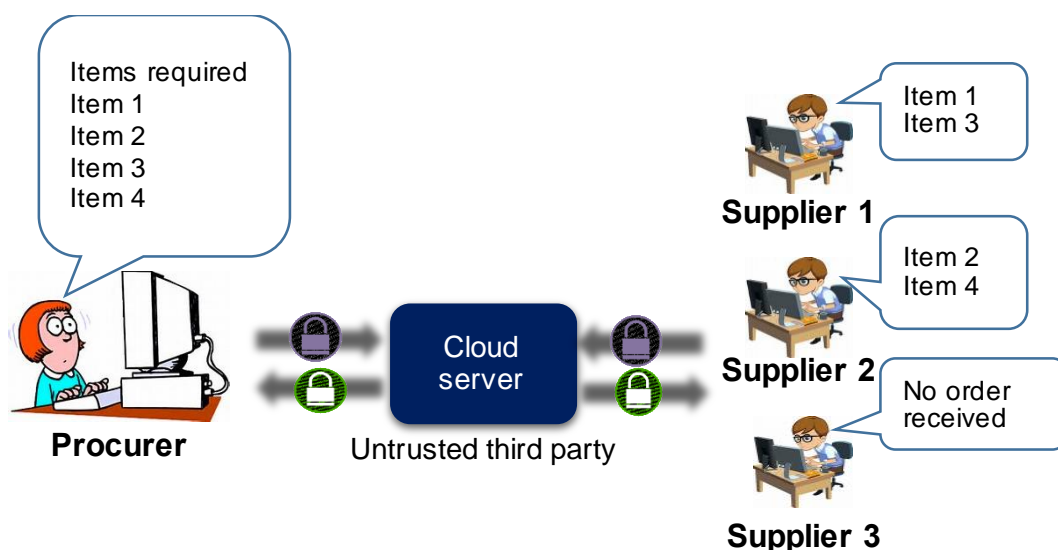 Items required
Item 1
Item 2
Item 3
Item 4
Procurer
Cloud
server
Untrusted third party
Item 1
Item 3
Supplier 1
Item 2
Item 4
Supplier 2
No order
received
Supplier 3